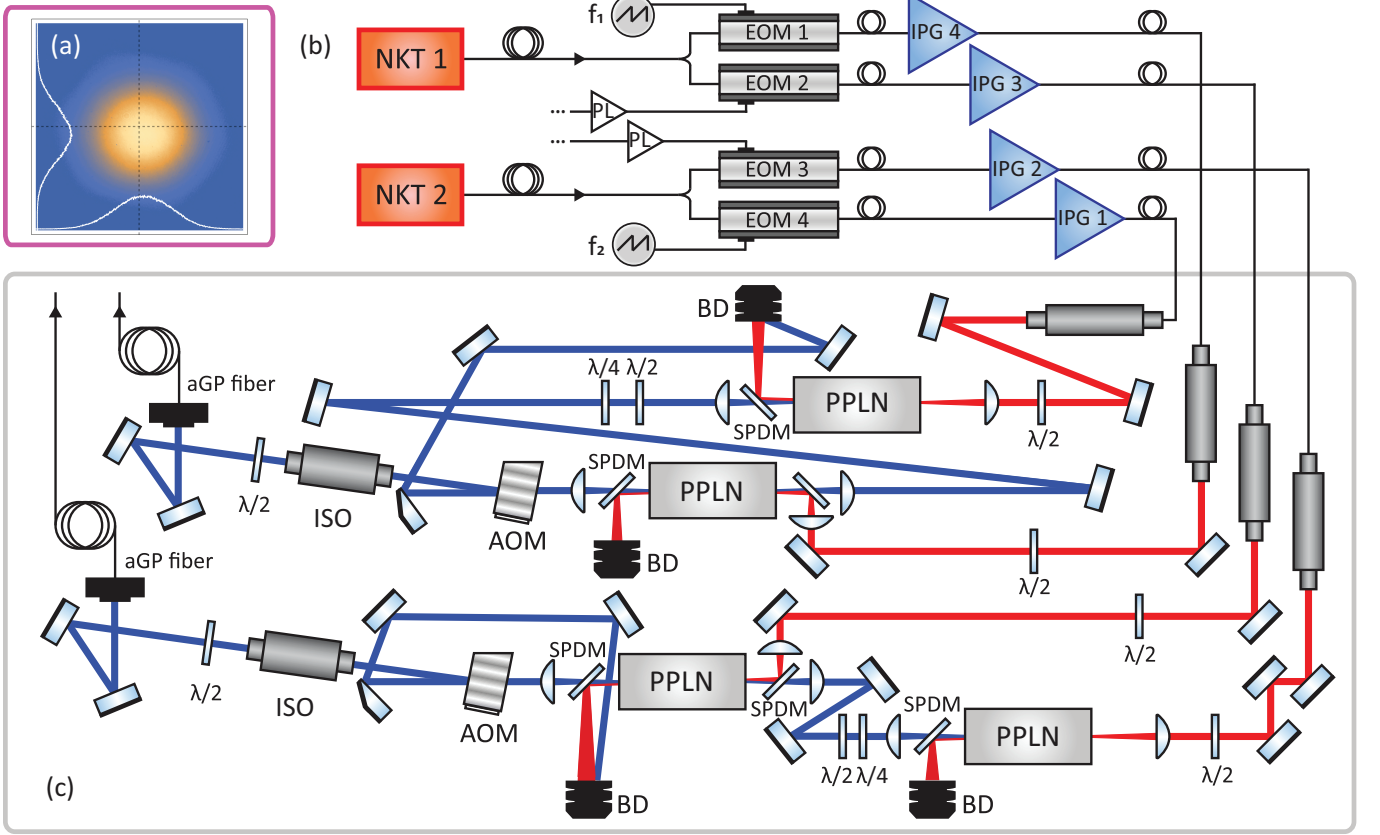 (a)
(b)
NKT 1
f₁
EOM 1
EOM 2
IPG 4
IPG 3
... PL
... PL
NKT 2
EOM 3
EOM 4
f₂
IPG 2
IPG 1
BD
λ/4 λ/2
PPLN
SPDM
λ/2
aGP fiber
λ/2
ISO
AOM
SPDM
PPLN
BD
λ/2
aGP fiber
λ/2
ISO
AOM
SPDM
PPLN
SPDM
BD
λ/2
λ/2 λ/4
SPDM
PPLN
BD
λ/2
(c)